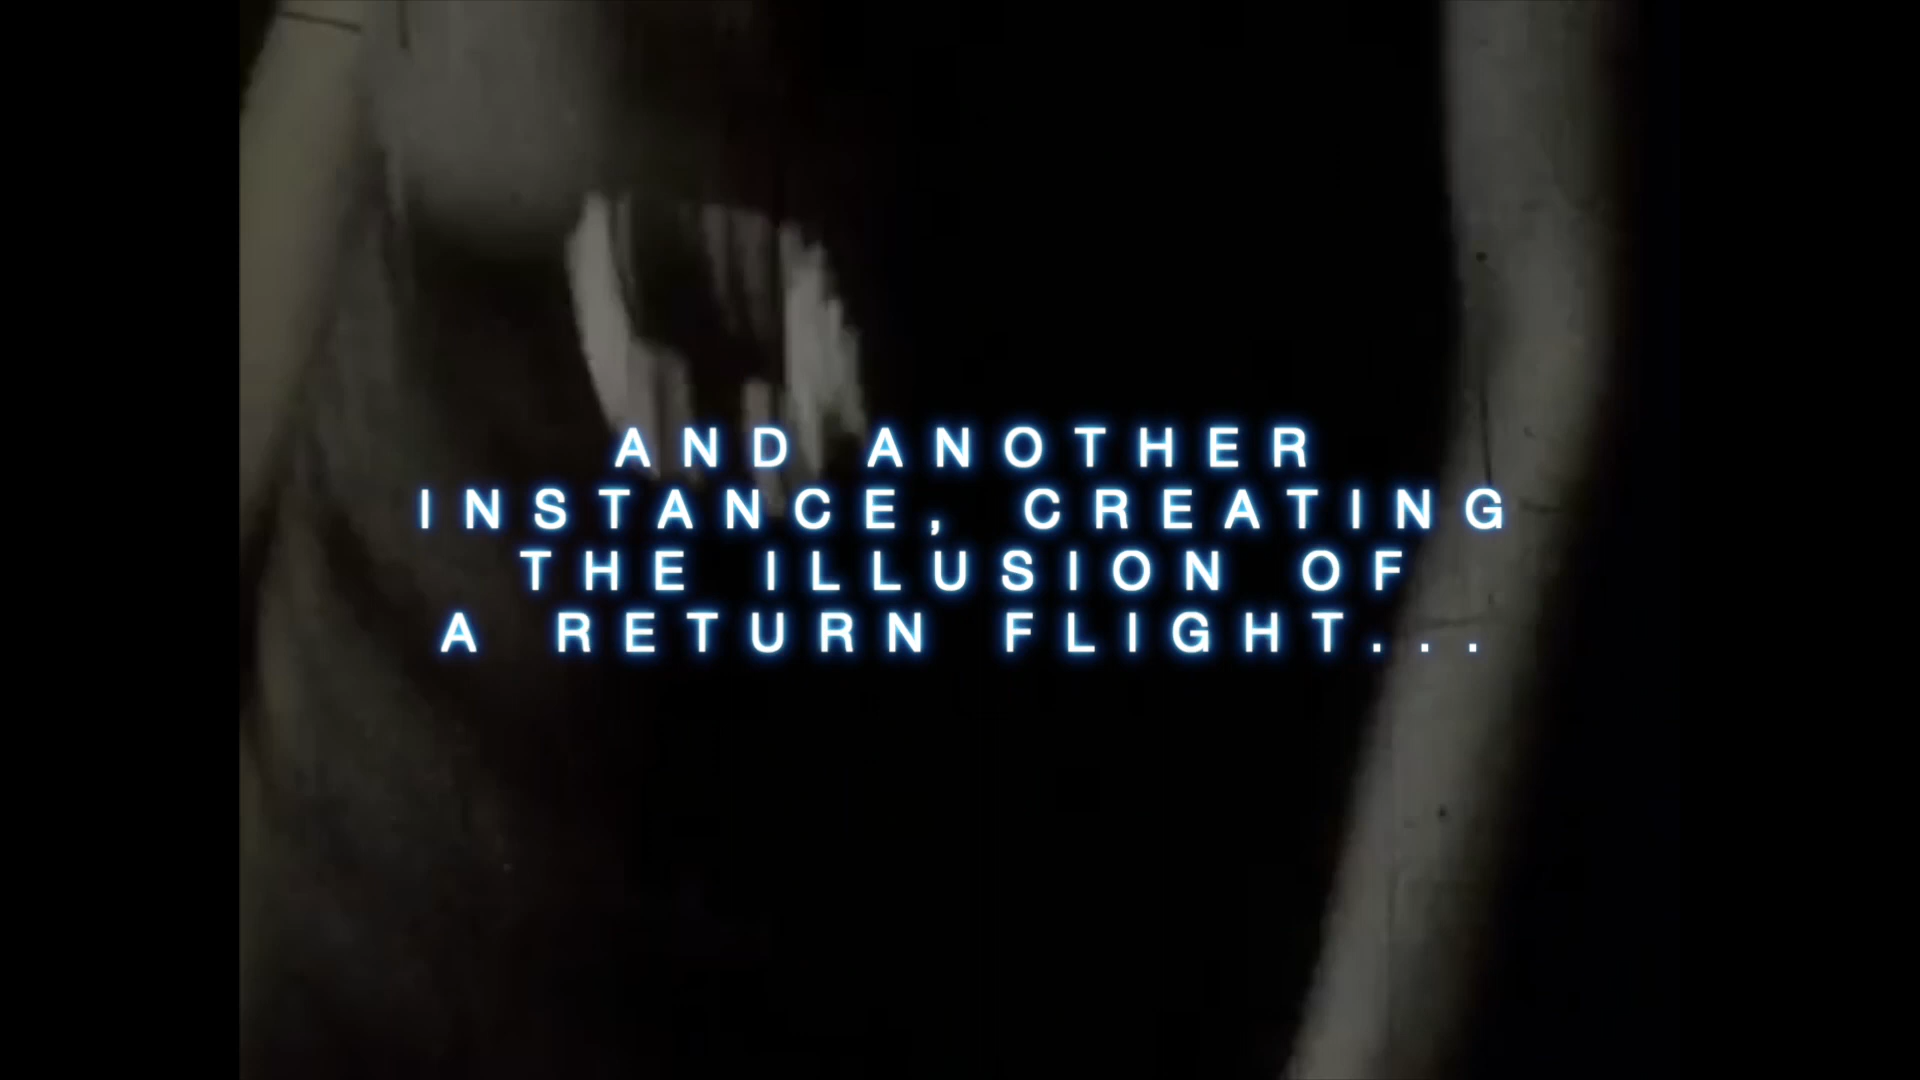 AND ANOTHER
INSTANCE, CREATING
THE ILLUSION OF
A RETURN FLIGHT...